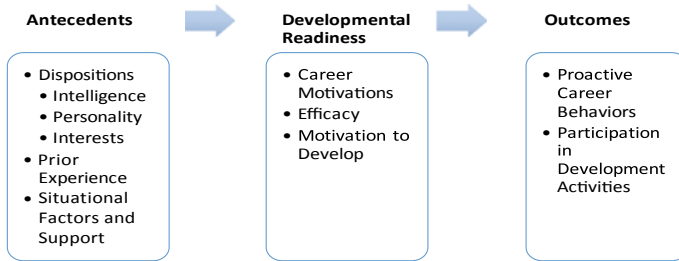 Antecedents
Developmental
Readiness
Outcomes
• Dispositions
• Intelligence
• Personality
• Interests
• Prior
Experience
• Situational
Factors and
Support
• Career
Motivations
• Efficacy
• Motivation to
Develop
• Proactive
Career
Behaviors
• Participation
in
Development
Activities